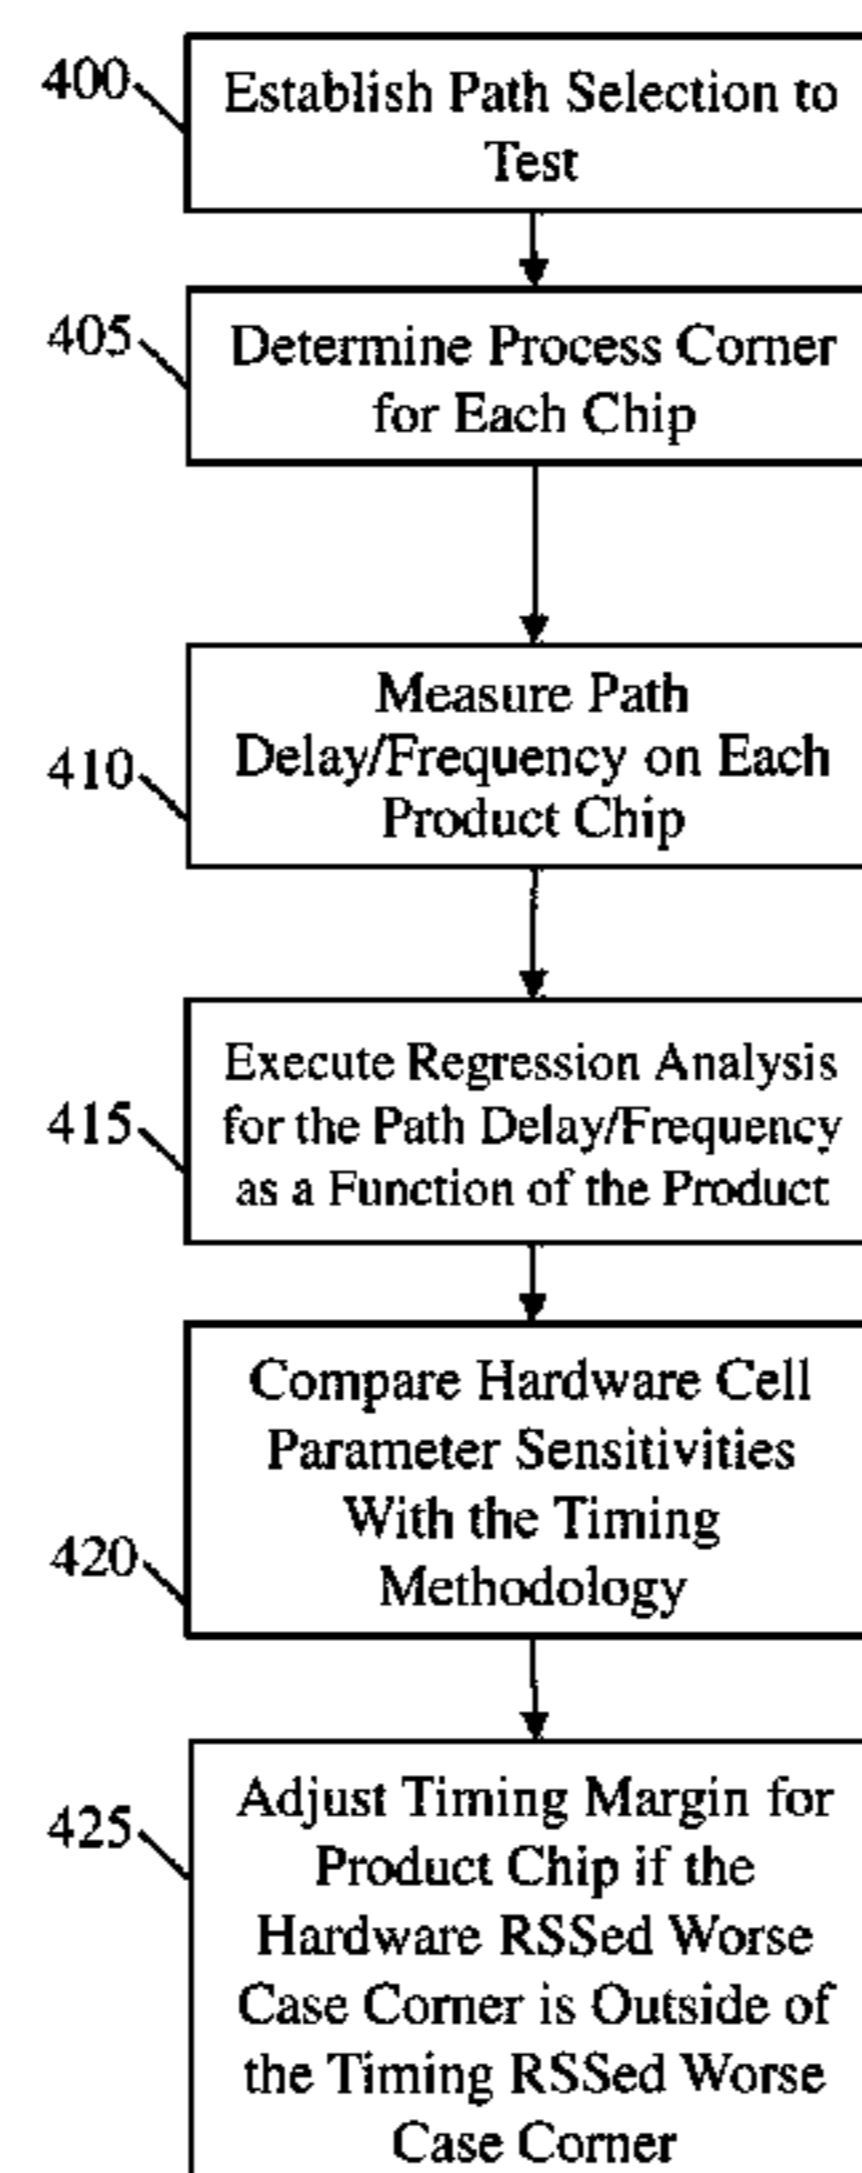 400
Establish Path Selection to
Test
405
Determine Process Corner
for Each Chip
Measure Path
410
Delay/Frequency on Each
Product Chip
Execute Regression Analysis
415
for the Path Delay/Frequency
as a Function of the Product
Compare Hardware Cell
Parameter Sensitivities
With the Timing
420
Methodology
Adjust Timing Margin for
425
Product Chip if the
Hardware RSSed Worse
Case Corner is Outside of
the Timing RSSed Worse
Case Corner